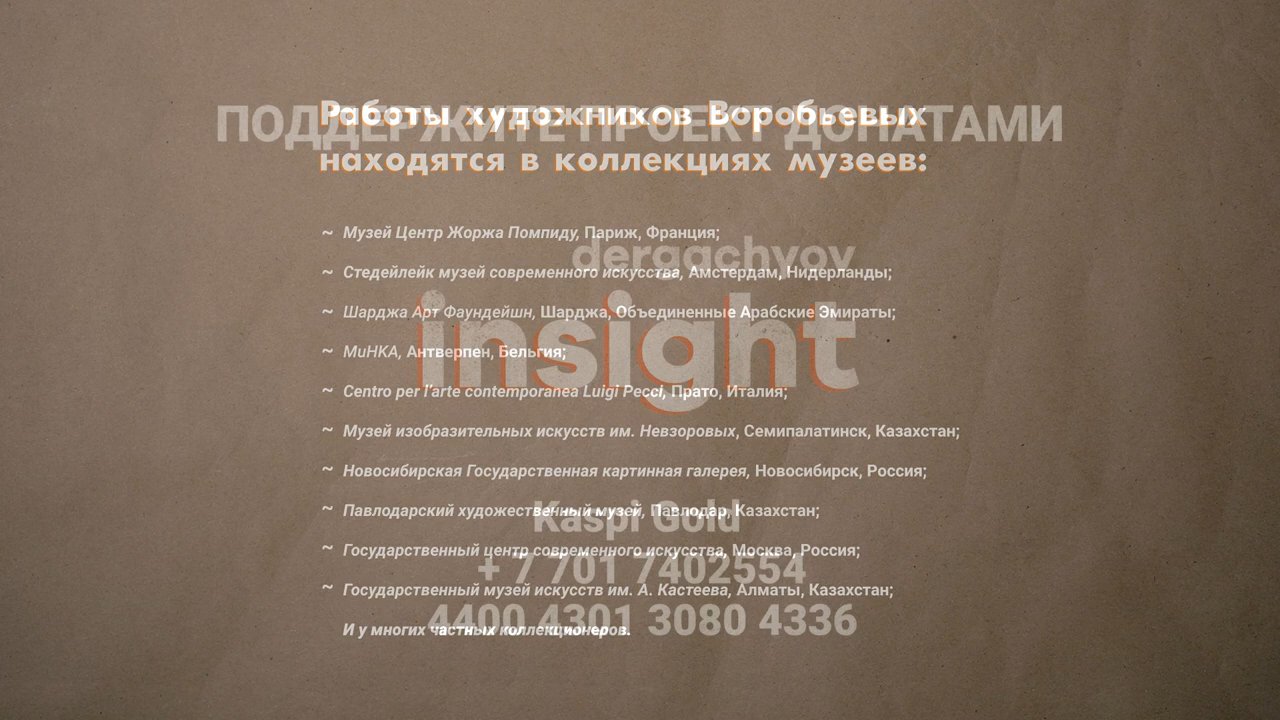 ПОДДЕРЖИТЕ ПРОЕКТ ДОНАТАМИ
Работы художников Воробьевых
находятся в коллекциях музеев:
~ Музей Центр Жоржа Помпиду, Париж, Франция;
dergachyov
~ Стедейлейк музей современного искусства, Амстердам, Нидерланды;
~ Шарджа Арт Фаундейшн, Шарджа, Объединенные Арабские Эмираты;
insight
~ МиНКА, Антверпен, Бельгия;
~ Centro per l'arte contemporanea Luigi Pecci, Прато, Италия;
~ Музей изобразительных искусств им. Невзоровых, Семипалатинск, Казахстан;
~ Новосибирская Государственная картинная галерея, Новосибирск, Россия;
~ Павлодарский художественный музей, Павлодар, Казахстан;
Kaspi Gold
~ Государственный центр современного искусства, Москва, Россия;
+ 7 701 7402554
~ Государственный музей искусств им. А. Кастеева, Алматы, Казахстан;
4400 4301 3080 4336
И у многих частных коллекционеров.